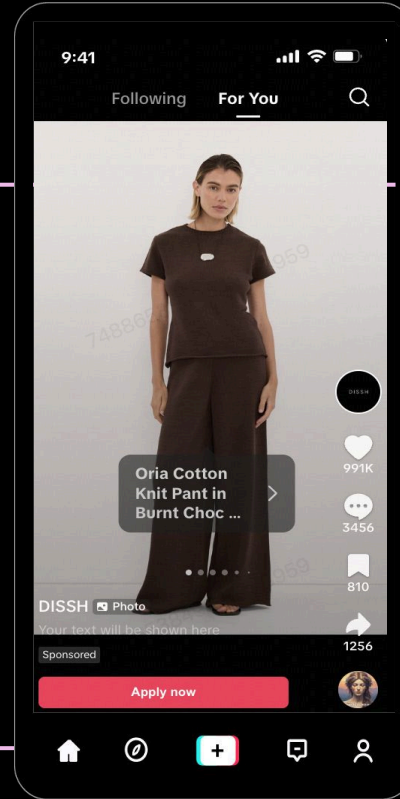 9:41
Following For You
DISSH
991K
Oria Cotton
Knit Pant in
Burnt Choc ...
3456
810
DISSH Photo
Your text will be shown here
1256
Sponsored
Apply now